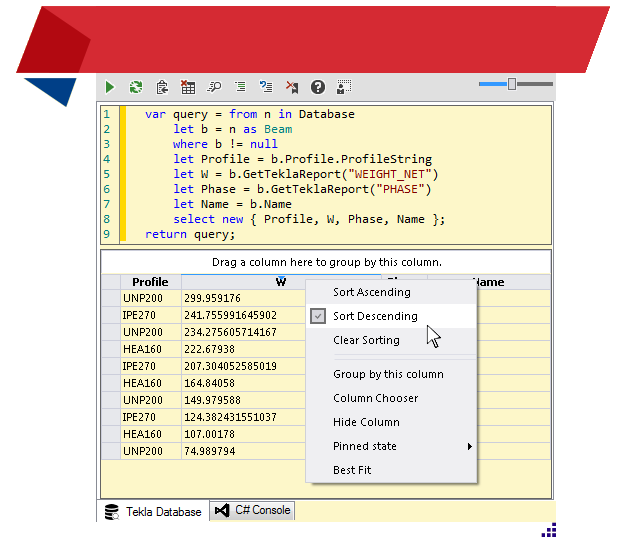 1 var query = from n in Database
2 let b = n as Beam
3 where b != null
4 let Profile = b.Profile.ProfileString
5 let W = b.GetTeklaReport("WEIGHT_NET")
6 let Phase = b.GetTeklaReport("PHASE")
7 let Name = b.Name
8 select new { Profile, W, Phase, Name };
9 return query;
Drag a column here to group by this column.
Profile W Name
UNP200 299.959176
IPE270 241.755991645902
UNP200 234.275605714167
HEA160 222.67938
IPE270 207.304052585019
HEA160 164.84058
UNP200 149.979588
IPE270 124.382431551037
HEA160 107.00178
UNP200 74.989794
Sort Ascending
Sort Descending
Clear Sorting
Group by this column
Column Chooser
Hide Column
Pinned state
Best Fit
Tekla Database C# Console